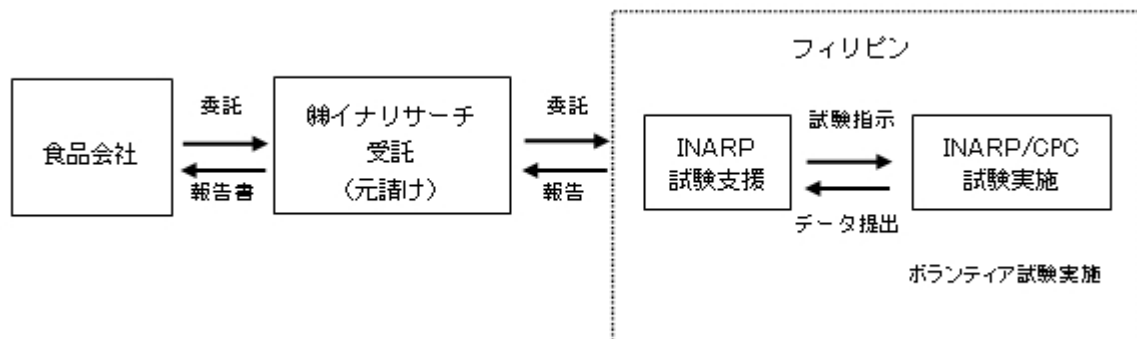 フィリピン
食品会社
委託
報告書
㈱イナリサーチ
受託
（元請け）
委託
報告
INARP
試験支援
試験指示
データ提出
INARP/CPC
試験実施
ボランティア試験実施